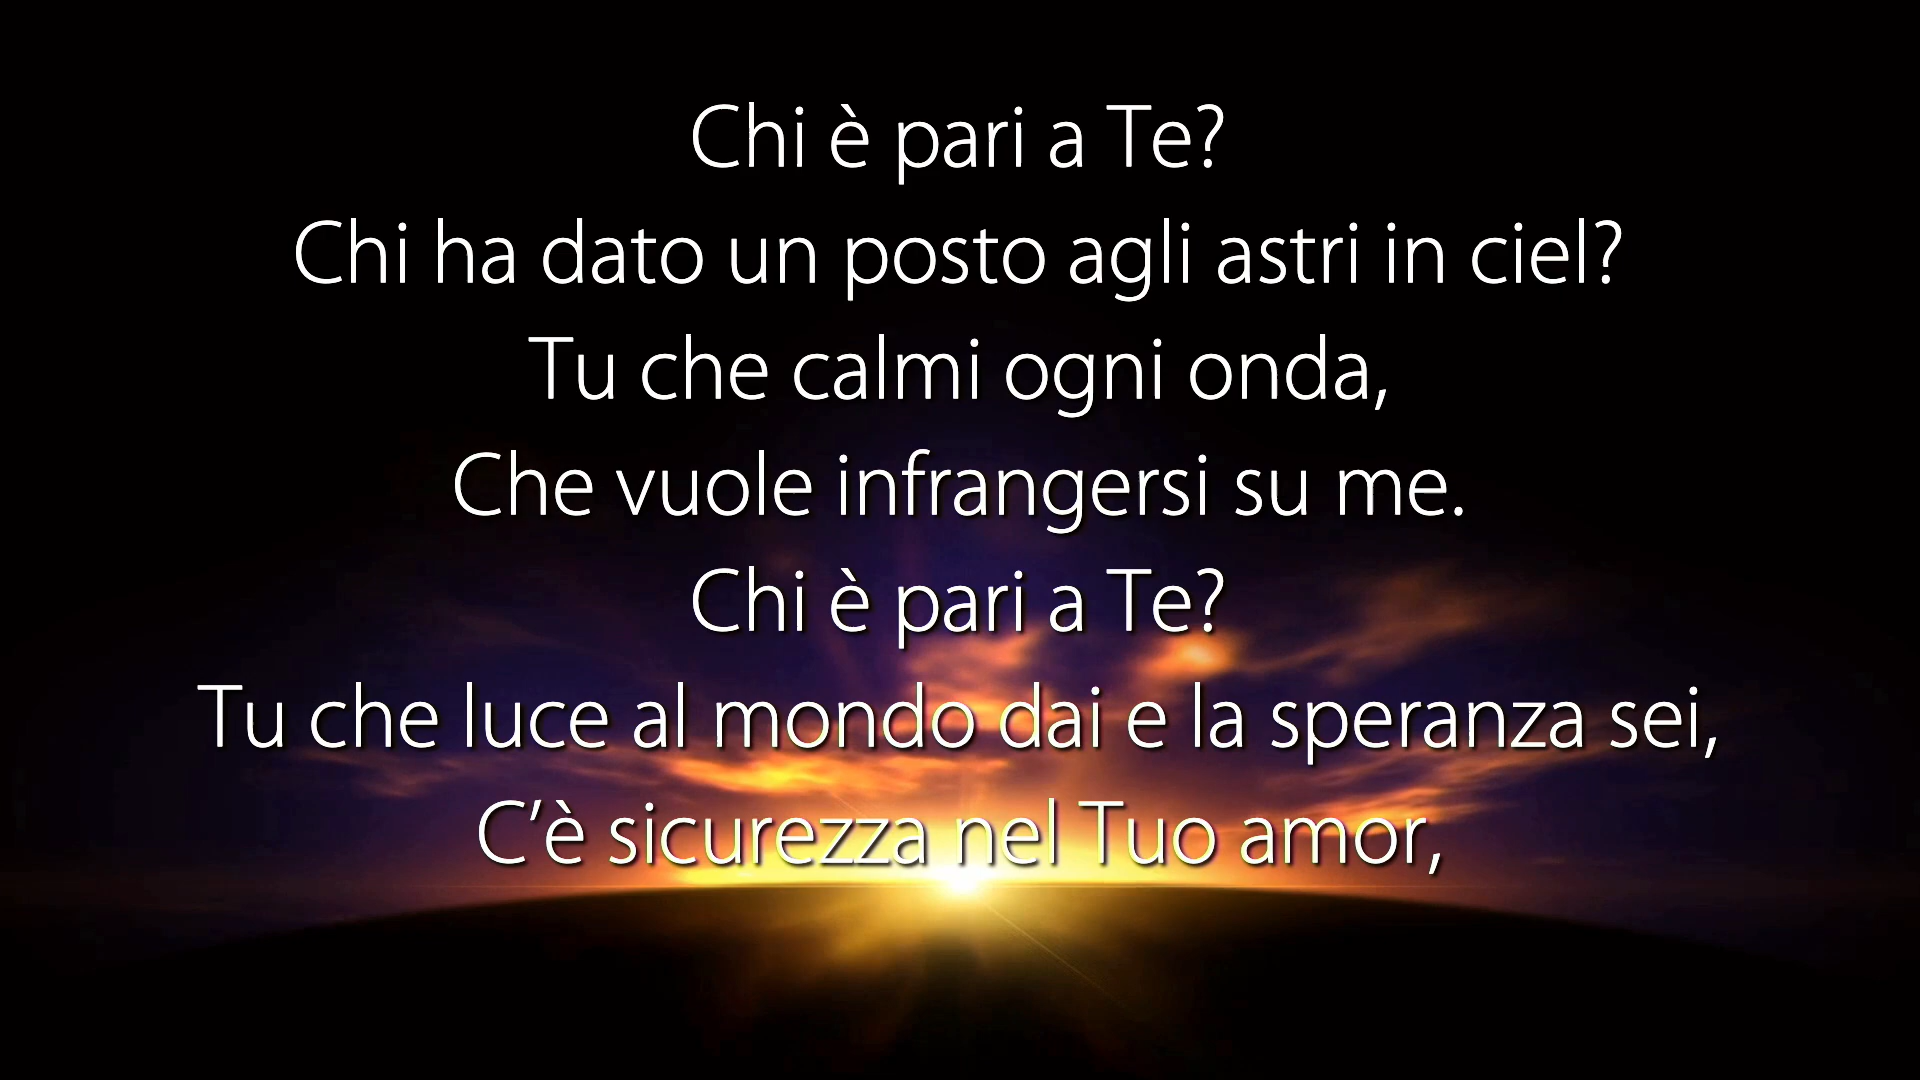 Chi è pari a Te?
Chi ha dato un posto agli astri in ciel?
Tu che calmi ogni onda,
Che vuole infrangersi su me.
Chi è pari a Te?
Tu che luce al mondo dai e la speranza sei,
C’è sicurezza nel Tuo amor,